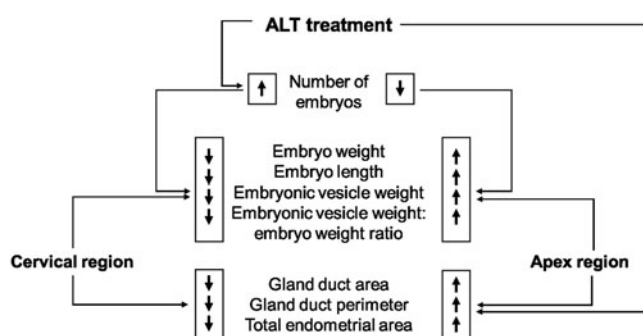 ALT treatment
Number of
embryos
Embryo weight
Embryo length
Embryonic vesicle weight
Embryonic vesicle weight:
embryo weight ratio
Cervical region
Apex region
Gland duct area
Gland duct perimeter
Total endometrial area